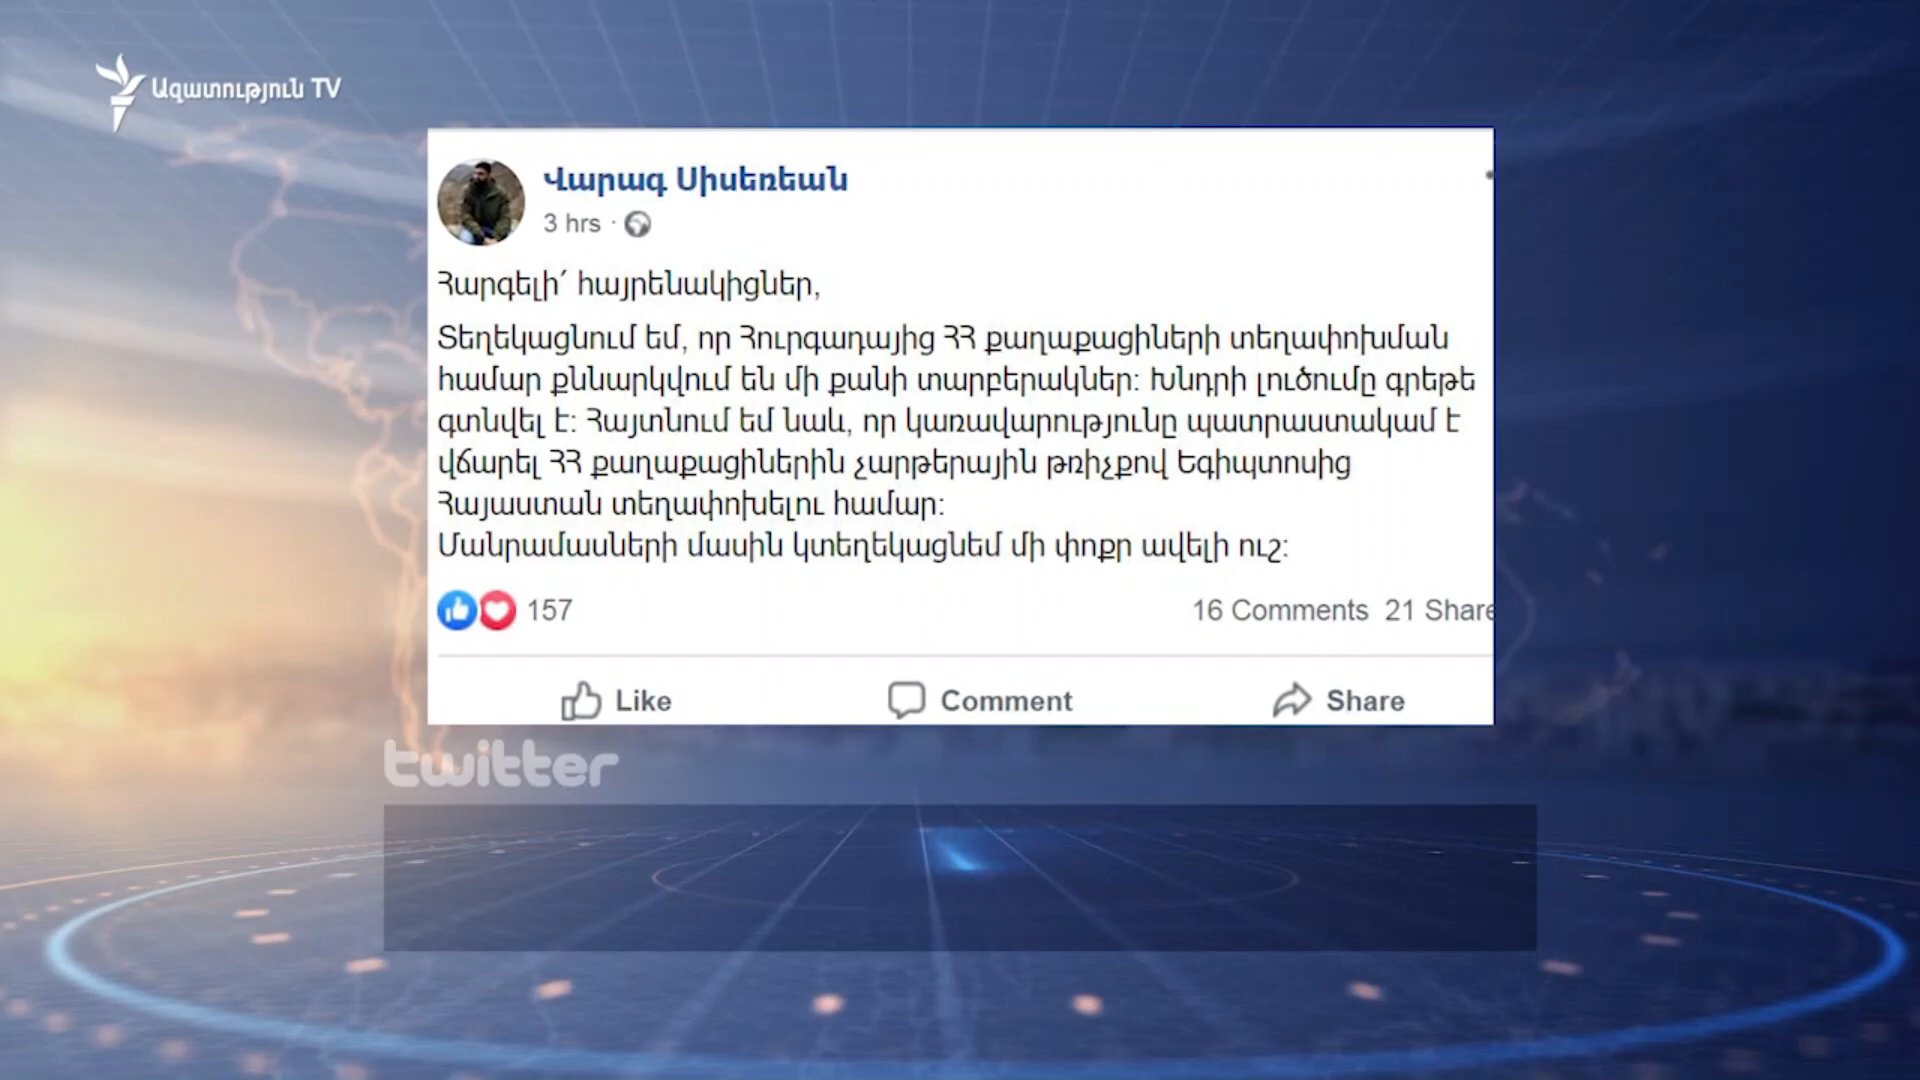 Ազատություն TV
Վարագ Սիսեռեան
3 hrs ·
Հարգելի՛ հայրենակիցներ,
Տեղեկացնում եմ, որ Հուրգադայից ՀՀ քաղաքացիների տեղափոխման
համար քննարկվում են մի քանի տարբերակներ: Խնդրի լուծումը գրեթե
գտնվել է: Հայտնում եմ նաև, որ կառավարությունը պատրաստակամ է
վճարել ՀՀ քաղաքացիներին չարթերային թռիչքով Եգիպտոսից
Հայաստան տեղափոխելու համար:
Մանրամասների մասին կտեղեկացնեմ մի փոքր ավելի ուշ:
157 16 Comments 21 Share
Like Comment Share
twitter